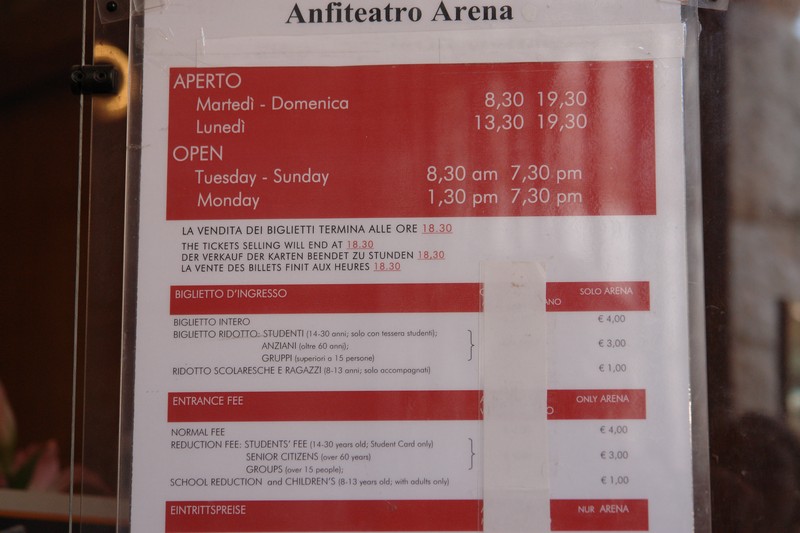 Anfiteatro Arena
APERTO
Martedì - Domenica 8,30 19,30
Lunedì 13,30 19,30
OPEN
Tuesday - Sunday 8,30 am 7,30 pm
Monday 1,30 pm 7,30 pm
LA VENDITA DEI BIGLIETTI TERMINA ALLE ORE 18.30
THE TICKETS SELLING WILL END AT 18.30
DER VERKAUF DER KARTEN BEENDET ZU STUNDEN 18,30
LA VENTE DES BILLETS FINIT AUX HEURES 18.30
BIGLIETTO D'INGRESSO SOLO ARENA
BIGLIETTO INTERO € 4,00
BIGLIETTO RIDOTTO: STUDENTI (14-30 anni; solo con tessera studenti);
ANZIANI (oltre 60 anni); € 3,00
GRUPPI (superiori a 15 persone)
RIDOTTO SCOLARESCHE E RAGAZZI (8-13 anni; solo accompagnati) € 1,00
ENTRANCE FEE ONLY ARENA
NORMAL FEE € 4,00
REDUCTION FEE: STUDENTS' FEE (14-30 years old; Student Card only)
SENIOR CITIZENS (over 60 years) € 3,00
GROUPS (over 15 people);
SCHOOL REDUCTION and CHILDREN'S (8-13 years old; with adults only) € 1,00
EINTRITTSPREISE NUR ARENA